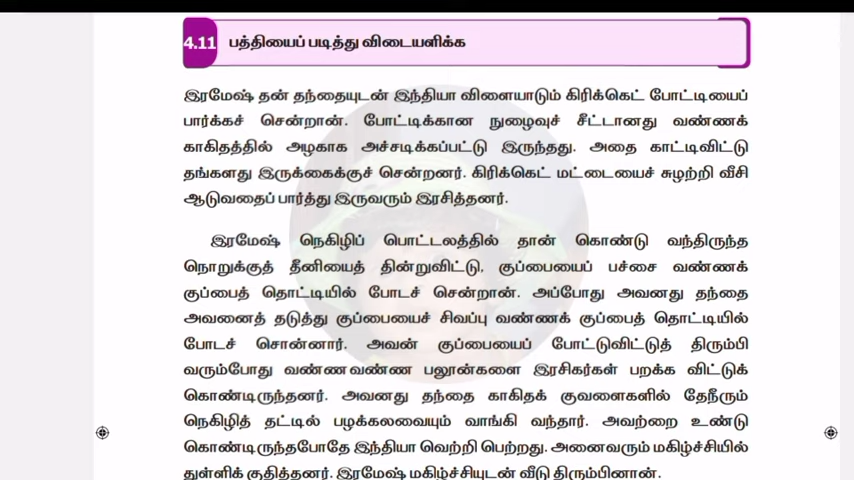 4.11 பத்தியைப் படித்து விடையளிக்க
இரமேஷ் தன் தந்தையுடன் இந்தியா விளையாடும் கிரிக்கெட் போட்டியைப்
பார்க்கச் சென்றான். போட்டிக்கான நுழைவுச் சீட்டானது வண்ணக்
காகிதத்தில் அழகாக அச்சடிக்கப்பட்டு இருந்தது. அதை காட்டிவிட்டு
தங்களது இருக்கைக்குச் சென்றனர். கிரிக்கெட் மட்டையைச் சுழற்றி வீசி
ஆடுவதைப் பார்த்து இருவரும் இரசித்தனர்.
இரமேஷ் நெகிழிப் பொட்டலத்தில் தான் கொண்டு வந்திருந்த
நொறுக்குத் தீனியைத் தின்றுவிட்டு, குப்பையைப் பச்சை வண்ணக்
குப்பைத் தொட்டியில் போடச் சென்றான். அப்போது அவனது தந்தை
அவனைத் தடுத்து குப்பையைச் சிவப்பு வண்ணக் குப்பைத் தொட்டியில்
போடச் சொன்னார். அவன் குப்பையைப் போட்டுவிட்டுத் திரும்பி
வரும்போது வண்ணவண்ண பலூன்களை இரசிகர்கள் பறக்க விட்டுக்
கொண்டிருந்தனர். அவனது தந்தை காகிதக் குவளைகளில் தேநீரும்
நெகிழித் தட்டில் பழக்கலவையும் வாங்கி வந்தார். அவற்றை உண்டு
கொண்டிருந்தபோதே இந்தியா வெற்றி பெற்றது. அனைவரும் மகிழ்ச்சியில்
துள்ளிக் குதித்தனர். இரமேஷ் மகிழ்ச்சியுடன் வீடு திரும்பினான்.